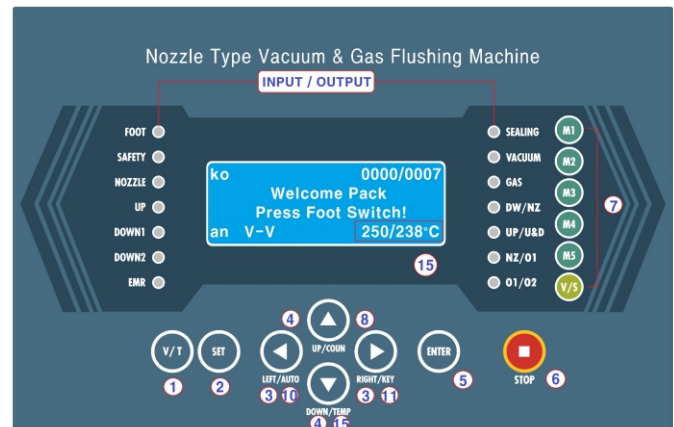 Nozzle Type Vacuum & Gas Flushing Machine
INPUT / OUTPUT
FOOT
SAFETY
NOZZLE
UP
DOWN1
DOWN2
EMR
ko 0000/0007
Welcome Pack
Press Foot Switch!
an V-V 250/238°C
15
SEALING M1
VACUUM M2
GAS M3
DW/NZ M4
UP/U&D M5
NZ/O1 V/S
O1/O2
7
4 8
V/T SET UP/COUN ENTER
LEFT/AUTO RIGHT/KEY STOP
1 2 3 10 3 11 5 6
DOWN/TEMP
4 15